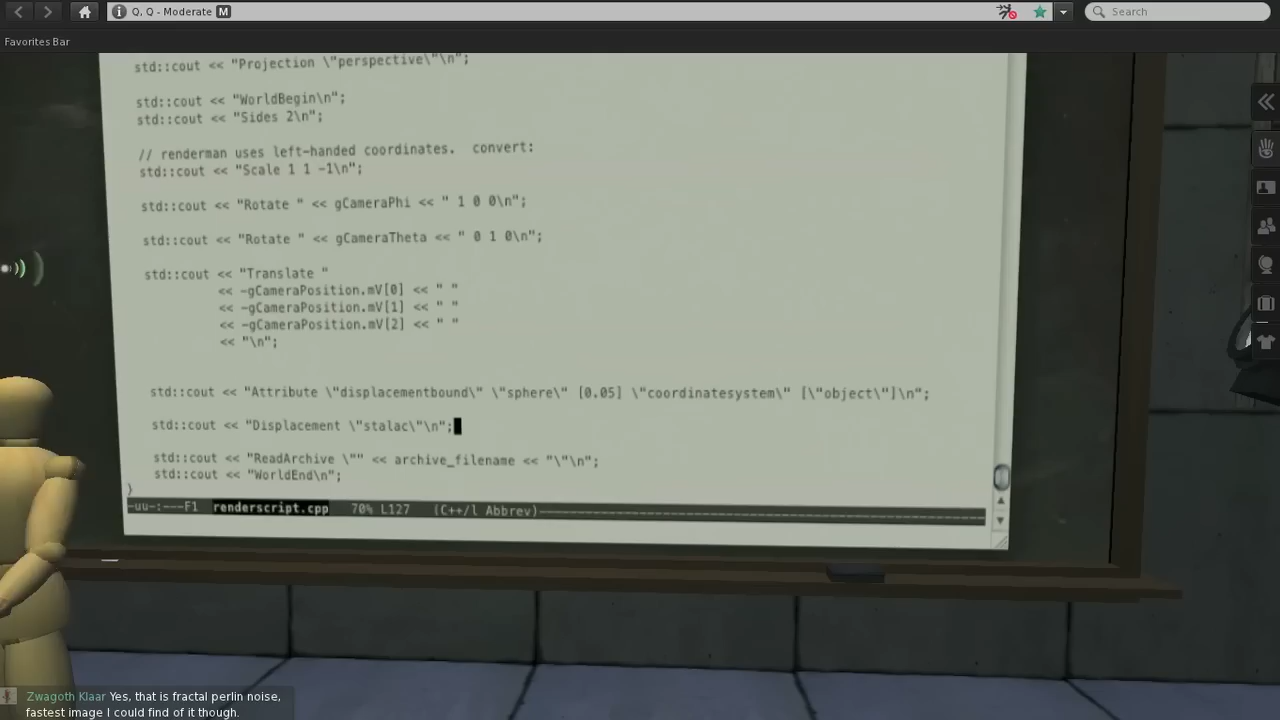 Q, Q - Moderate M
Search
Favorites Bar
std::cout << "Projection \"perspective\"\n";
std::cout << "WorldBegin\n";
std::cout << "Sides 2\n";
// renderman uses left-handed coordinates.  convert:
std::cout << "Scale 1 1 -1\n";
std::cout << "Rotate " << gCameraPhi << " 1 0 0\n";
std::cout << "Rotate " << gCameraTheta << " 0 1 0\n";
std::cout << "Translate "
<< -gCameraPosition.mV[0] << " "
<< -gCameraPosition.mV[1] << " "
<< -gCameraPosition.mV[2] << " "
<< "\n";
std::cout << "Attribute \"displacementbound\" \"sphere\" [0.05] \"coordinatesystem\" [\"object\"]\n";
std::cout << "Displacement \"stalac\"\n";
std::cout << "ReadArchive \"" << archive_filename << "\"\n";
std::cout << "WorldEnd\n";
}
-uu-:---F1 renderscript.cpp 70% L127 (C++/l Abbrev)
Zwagoth Klaar Yes, that is fractal perlin noise,
fastest image I could find of it though.